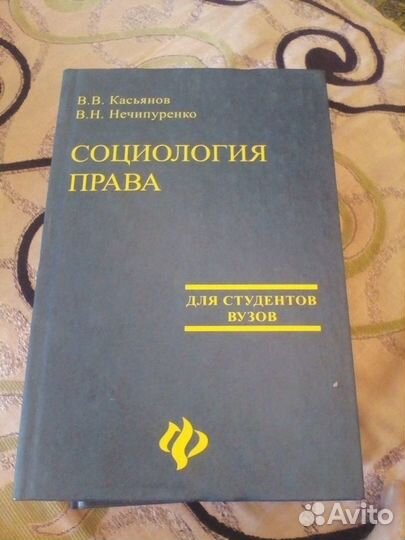 В.В. Касьянов
В.Н. Нечипуренко
СОЦИОЛОГИЯ
ПРАВА
ДЛЯ СТУДЕНТОВ
ВУЗОВ
Avito